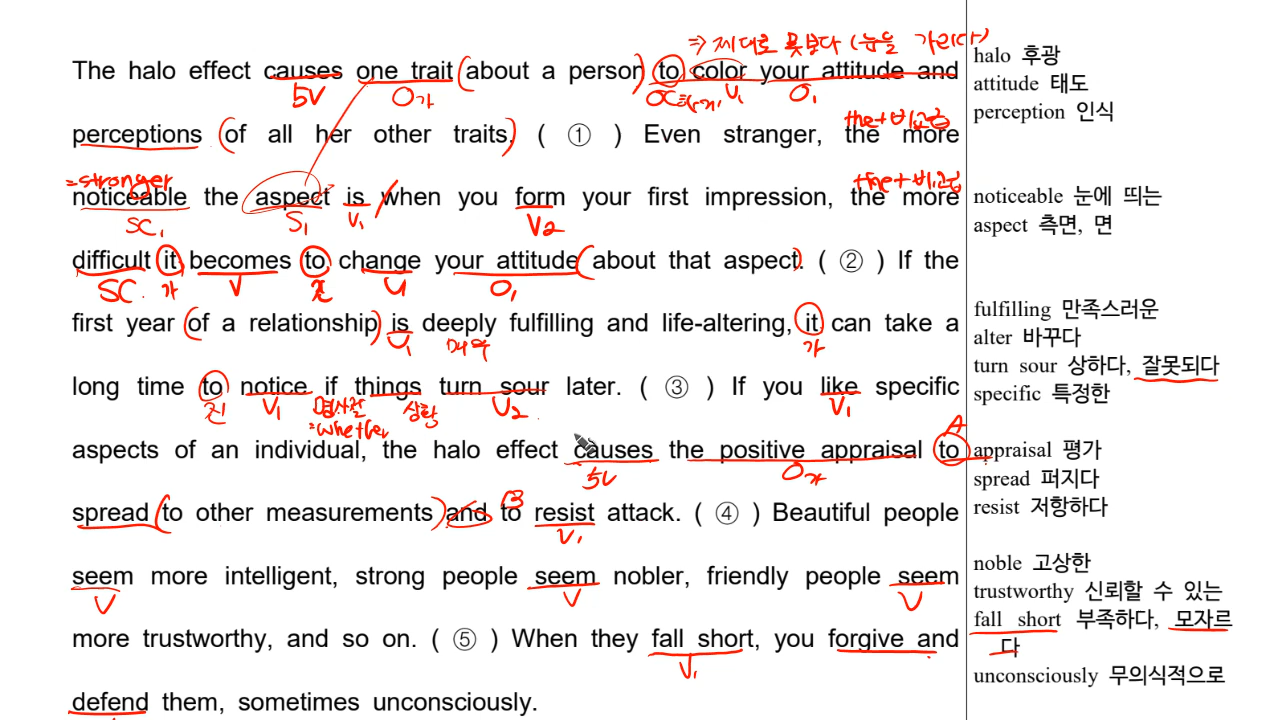 ⇒ 제대로 못보다 (눈을 가리다)
The halo effect causes one trait (about a person) to color your attitude and
5V O 가 OC V₁ O₁
perceptions (of all her other traits.) ( ① ) Even stranger, the more
the + 비교급
=stronger the + 비교급
noticeable the aspect is / when you form your first impression, the more
SC₁ S₁ V₁ V₂
difficult it becomes to change your attitude (about that aspect). ( ② ) If the
SC. 가 V 진 V O₁
first year (of a relationship) is deeply fulfilling and life-altering, it can take a
V₁ 매우 가
long time to notice if things turn sour later. ( ③ ) If you like specific
진 V₁ 명사절 상황 V₂ V₁
=whether
aspects of an individual, the halo effect causes the positive appraisal to
A
5V O
spread (to other measurements) and to resist attack. ( ④ ) Beautiful people
B
V₁
seem more intelligent, strong people seem nobler, friendly people seem
V V V
more trustworthy, and so on. ( ⑤ ) When they fall short, you forgive and
V₁
defend them, sometimes unconsciously.
halo 후광
attitude 태도
perception 인식
noticeable 눈에 띄는
aspect 측면, 면
fulfilling 만족스러운
alter 바꾸다
turn sour 상하다, 잘못되다
specific 특정한
appraisal 평가
spread 퍼지다
resist 저항하다
noble 고상한
trustworthy 신뢰할 수 있는
fall short 부족하다, 모자르
다
unconsciously 무의식적으로